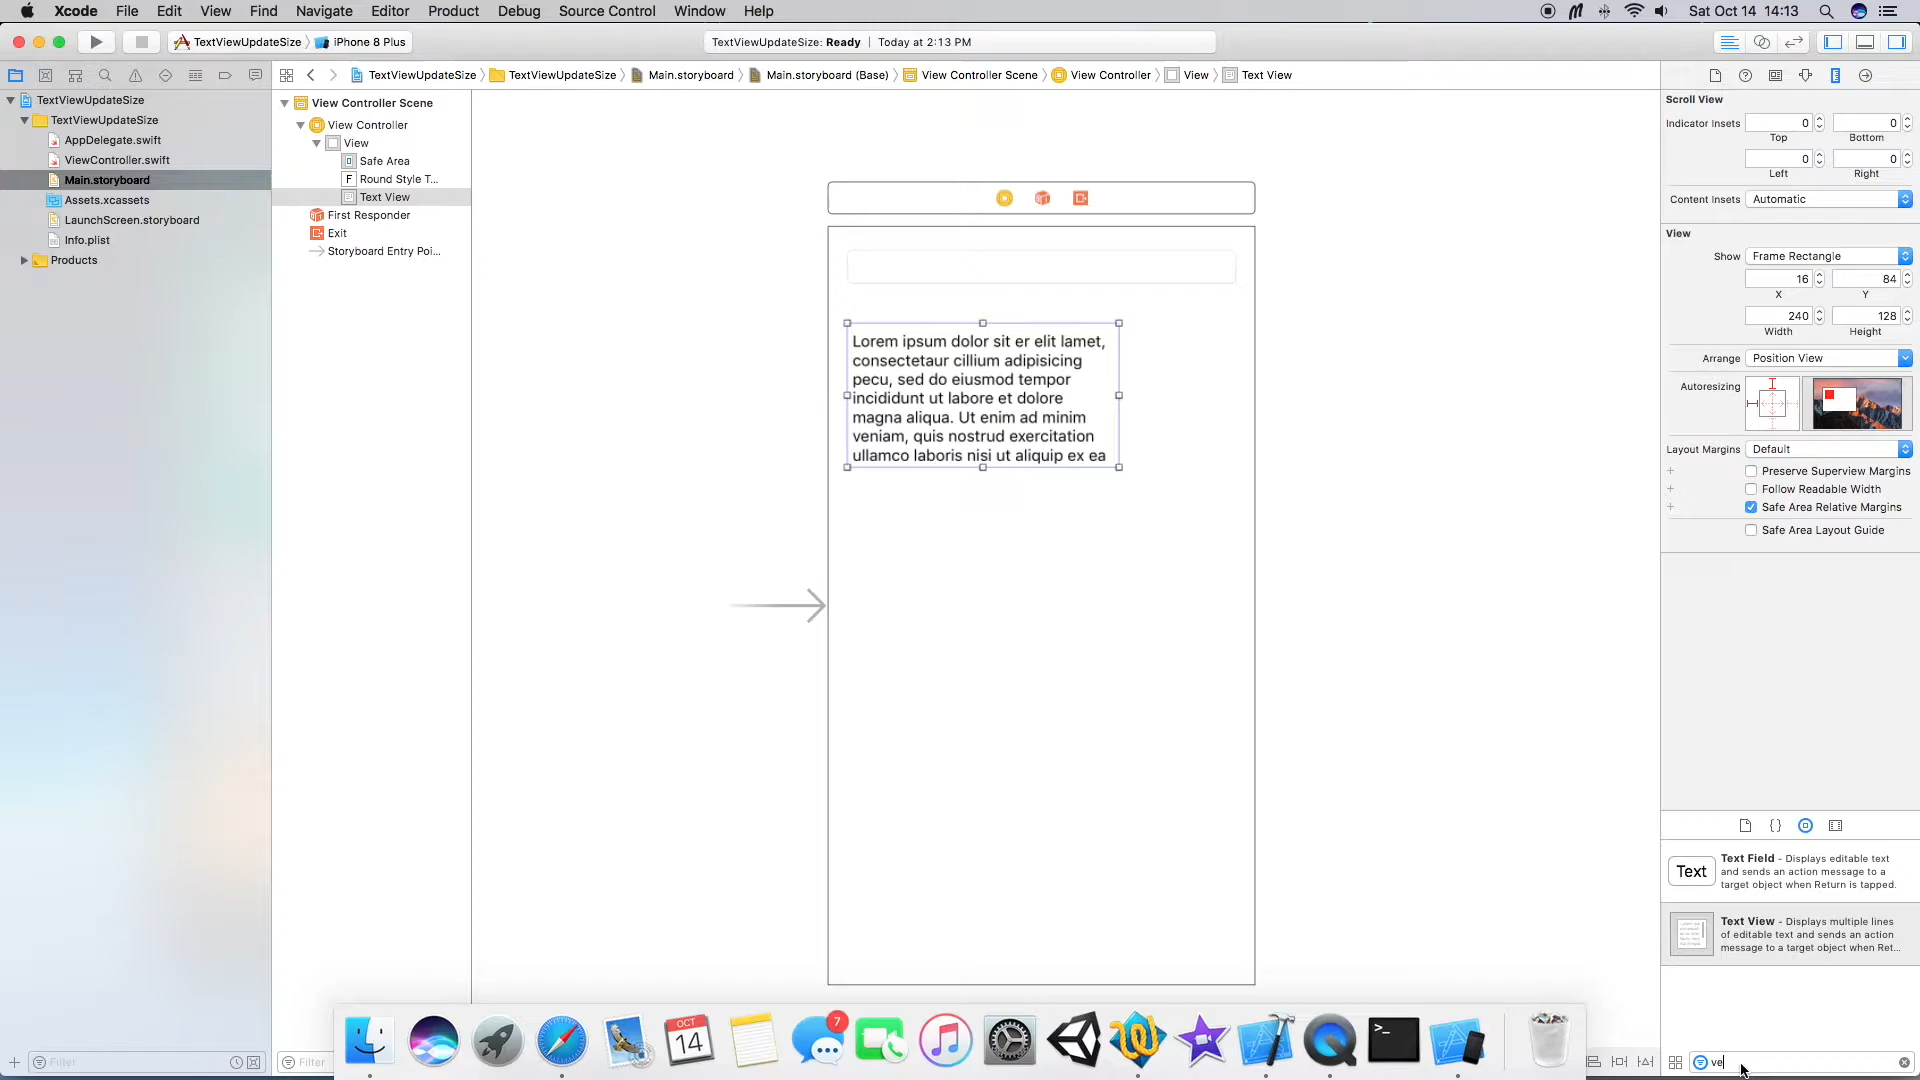 Xcode File Edit View Find Navigate Editor Product Debug Source Control Window Help Sat Oct 14 14:13
TextViewUpdateSize iPhone 8 Plus TextViewUpdateSize: Ready | Today at 2:13 PM
TextViewUpdateSize TextViewUpdateSize Main.storyboard Main.storyboard (Base) View Controller Scene View Controller View Text View
TextViewUpdateSize
TextViewUpdateSize
AppDelegate.swift
ViewController.swift
Main.storyboard
Assets.xcassets
LaunchScreen.storyboard
Info.plist
Products
Filter
View Controller Scene
View Controller
View
Safe Area
F Round Style T...
Text View
First Responder
Exit
Storyboard Entry Poi...
Filter
Lorem ipsum dolor sit er elit lamet,
consectetaur cillium adipisicing
pecu, sed do eiusmod tempor
incididunt ut labore et dolore
magna aliqua. Ut enim ad minim
veniam, quis nostrud exercitation
ullamco laboris nisi ut aliquip ex ea
Scroll View
Indicator Insets 0 0
Top Bottom
0 0
Left Right
Content Insets Automatic
View
Show Frame Rectangle
16 84
X Y
240 128
Width Height
Arrange Position View
Autoresizing
Layout Margins Default
Preserve Superview Margins
Follow Readable Width
Safe Area Relative Margins
Safe Area Layout Guide
{}
Text
Text Field - Displays editable text
and sends an action message to a
target object when Return is tapped.
Text View - Displays multiple lines
of editable text and sends an action
message to a target object when Ret...
ve
OCT
14
7
>_